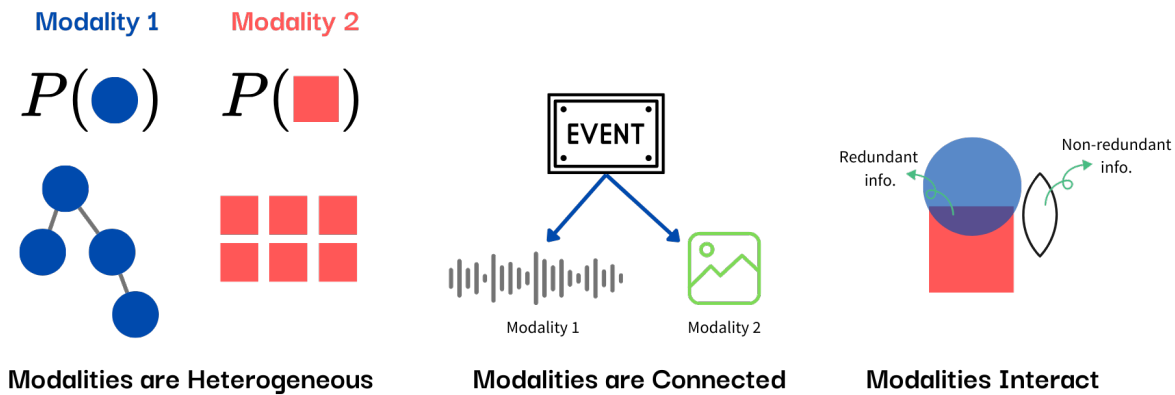 Modality 1
Modality 2
P( )
P( )
Modalities are Heterogeneous
EVENT
Modality 1
Modality 2
Modalities are Connected
Redundant
info.
Non-redundant
info.
Modalities Interact